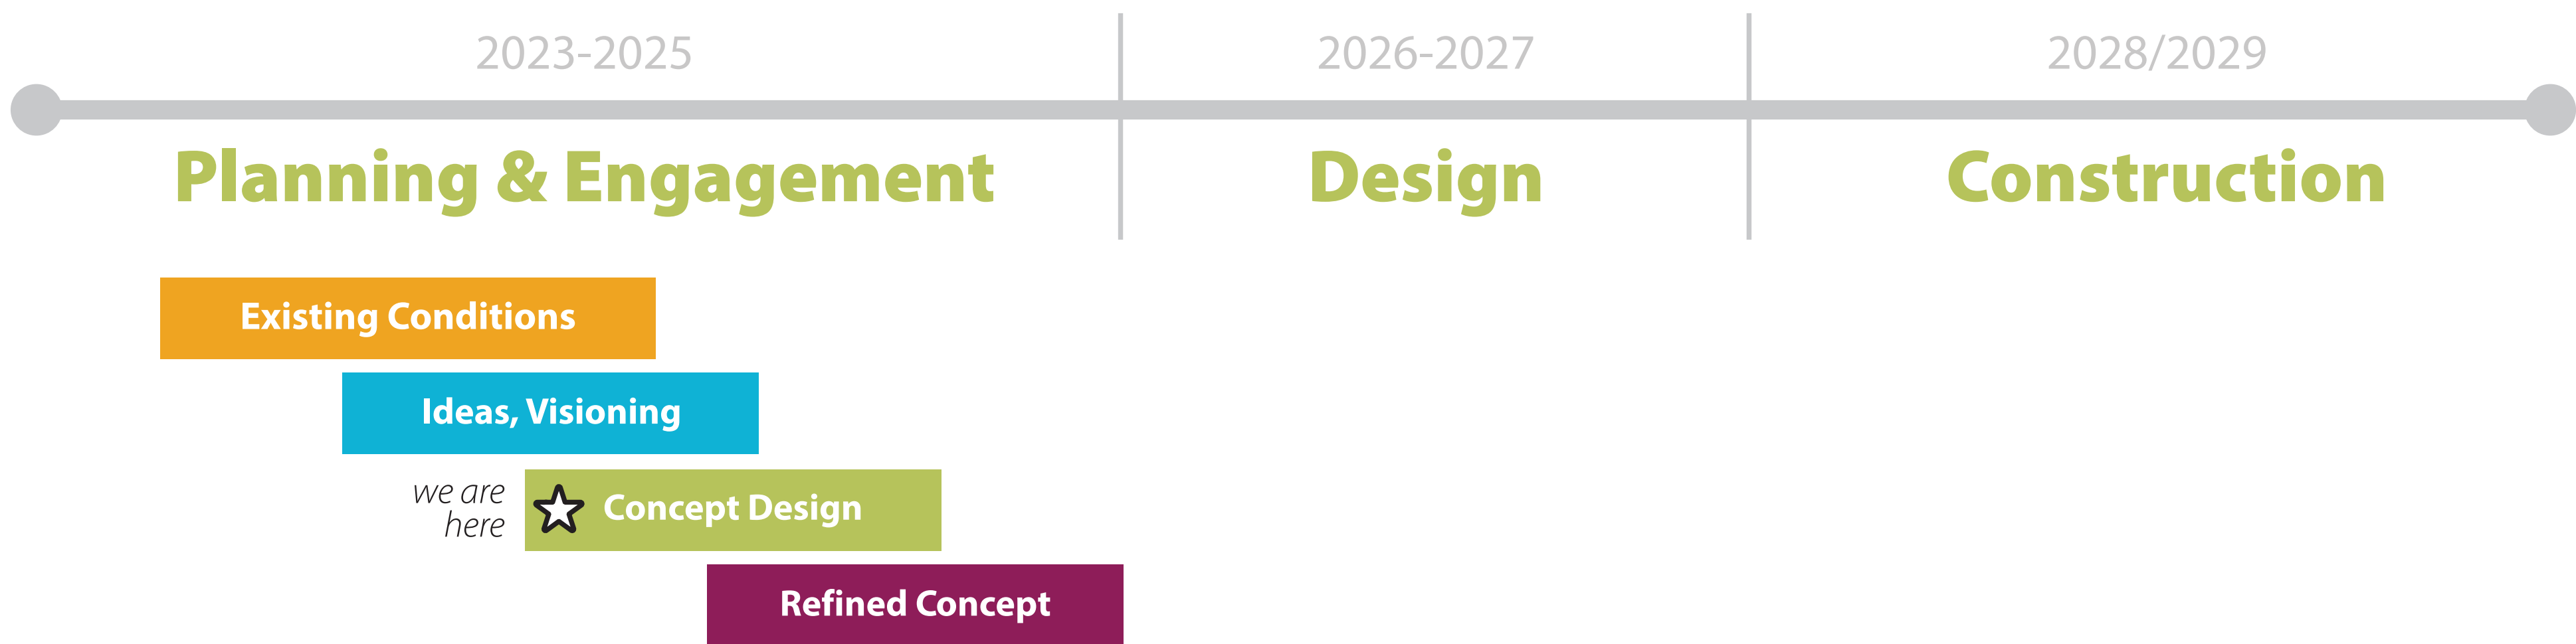 2023-2025
2026-2027
2028/2029
Planning & Engagement
Design
Construction
Existing Conditions
Ideas, Visioning
we are
here
Concept Design
Refined Concept